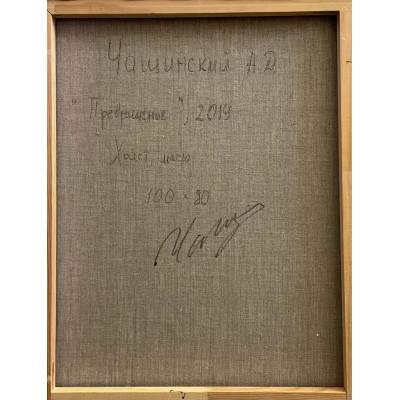 Чащинский А.Д.
"Превращение", 2019
Холст, масло
100 × 80